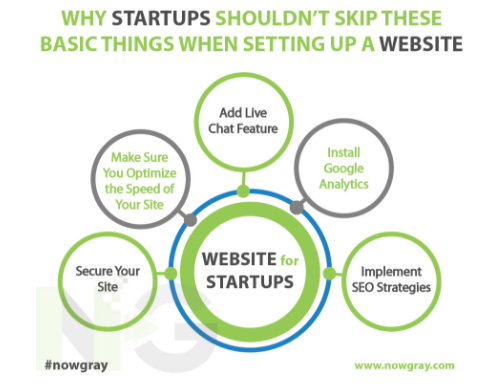 WHY STARTUPS SHOULDN'T SKIP THESE
BASIC THINGS WHEN SETTING UP A WEBSITE
Add Live
Chat Feature
Make Sure
You Optimize
the Speed of
Your Site
Install
Google
Analytics
Secure Your
Site
WEBSITE for
STARTUPS
Implement
SEO Strategies
NG
#nowgray
www.nowgray.com